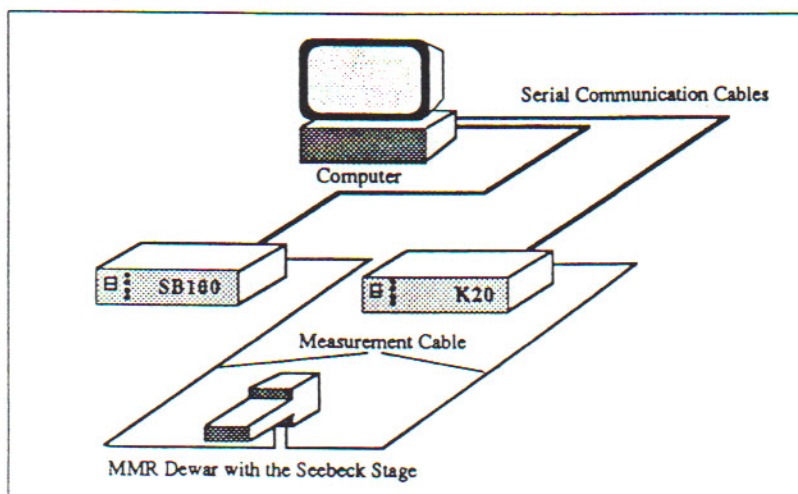 Serial Communication Cables
Computer
SB100
K20
Measurement Cable
MMR Dewar with the Seebeck Stage